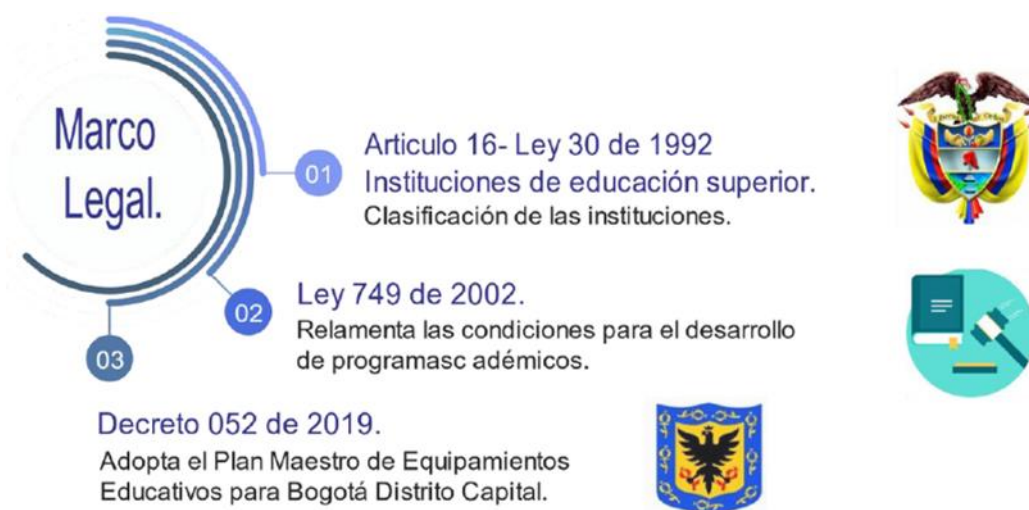 Marco
Legal.
01
Articulo 16- Ley 30 de 1992
Instituciones de educación superior.
Clasificación de las instituciones.
02
Ley 749 de 2002.
Relamenta las condiciones para el desarrollo
de programasc adémicos.
03
Decreto 052 de 2019.
Adopta el Plan Maestro de Equipamientos
Educativos para Bogotá Distrito Capital.